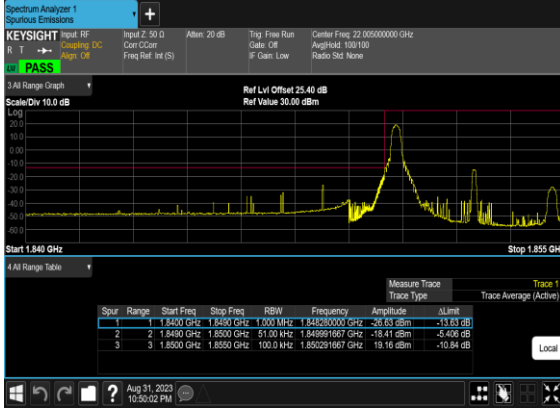 Spectrum Analyzer 1
Spurious Emissions
+
KEYSIGHT Input: RF Input Z: 50 Ω Atten: 20 dB Trig: Free Run Center Freq: 22.005000000 GHz
R T Coupling: DC Corr CCorr Gate: Off Avg|Hold: 100/100
Align: Off Freq Ref: Int (S) IF Gain: Low Radio Std: None
PASS
3.All Range Graph
Ref Lvl Offset 25.40 dB
Scale/Div 10.0 dB Ref Value 30.00 dBm
Log
20.0
10.0
0.00
-10.0
-20.0
-30.0
-40.0
-50.0
-60.0
Start 1.840 GHz Stop 1.855 GH
4.All Range Table
Measure Trace Trace 1
Trace Type Trace Average (Active)
Spur Range Start Freq Stop Freq RBW Frequency Amplitude ΔLimit
1 1 1.8400 GHz 1.8490 GHz 1.000 MHz 1.848280000 GHz -26.63 dBm -13.63 dB
2 2 1.8490 GHz 1.8500 GHz 51.00 kHz 1.849991667 GHz -18.41 dBm -5.406 dB
3 3 1.8500 GHz 1.8550 GHz 100.0 kHz 1.850291667 GHz 19.16 dBm -10.84 dB
Local
? Aug 31, 2023
10:50:02 PM